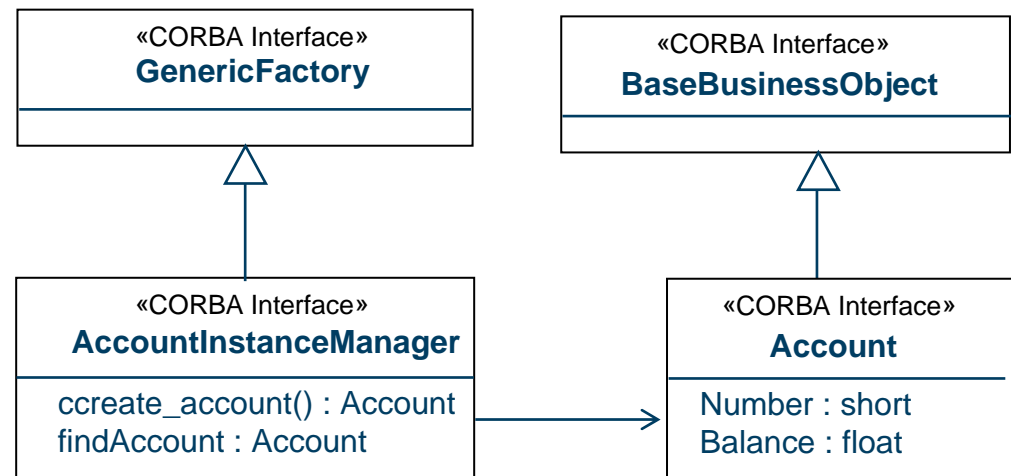 «CORBA Interface»
GenericFactory
«CORBA Interface»
BaseBusinessObject
«CORBA Interface»
AccountInstanceManager
ccreate_account() : Account
findAccount : Account
«CORBA Interface»
Account
Number : short
Balance : float